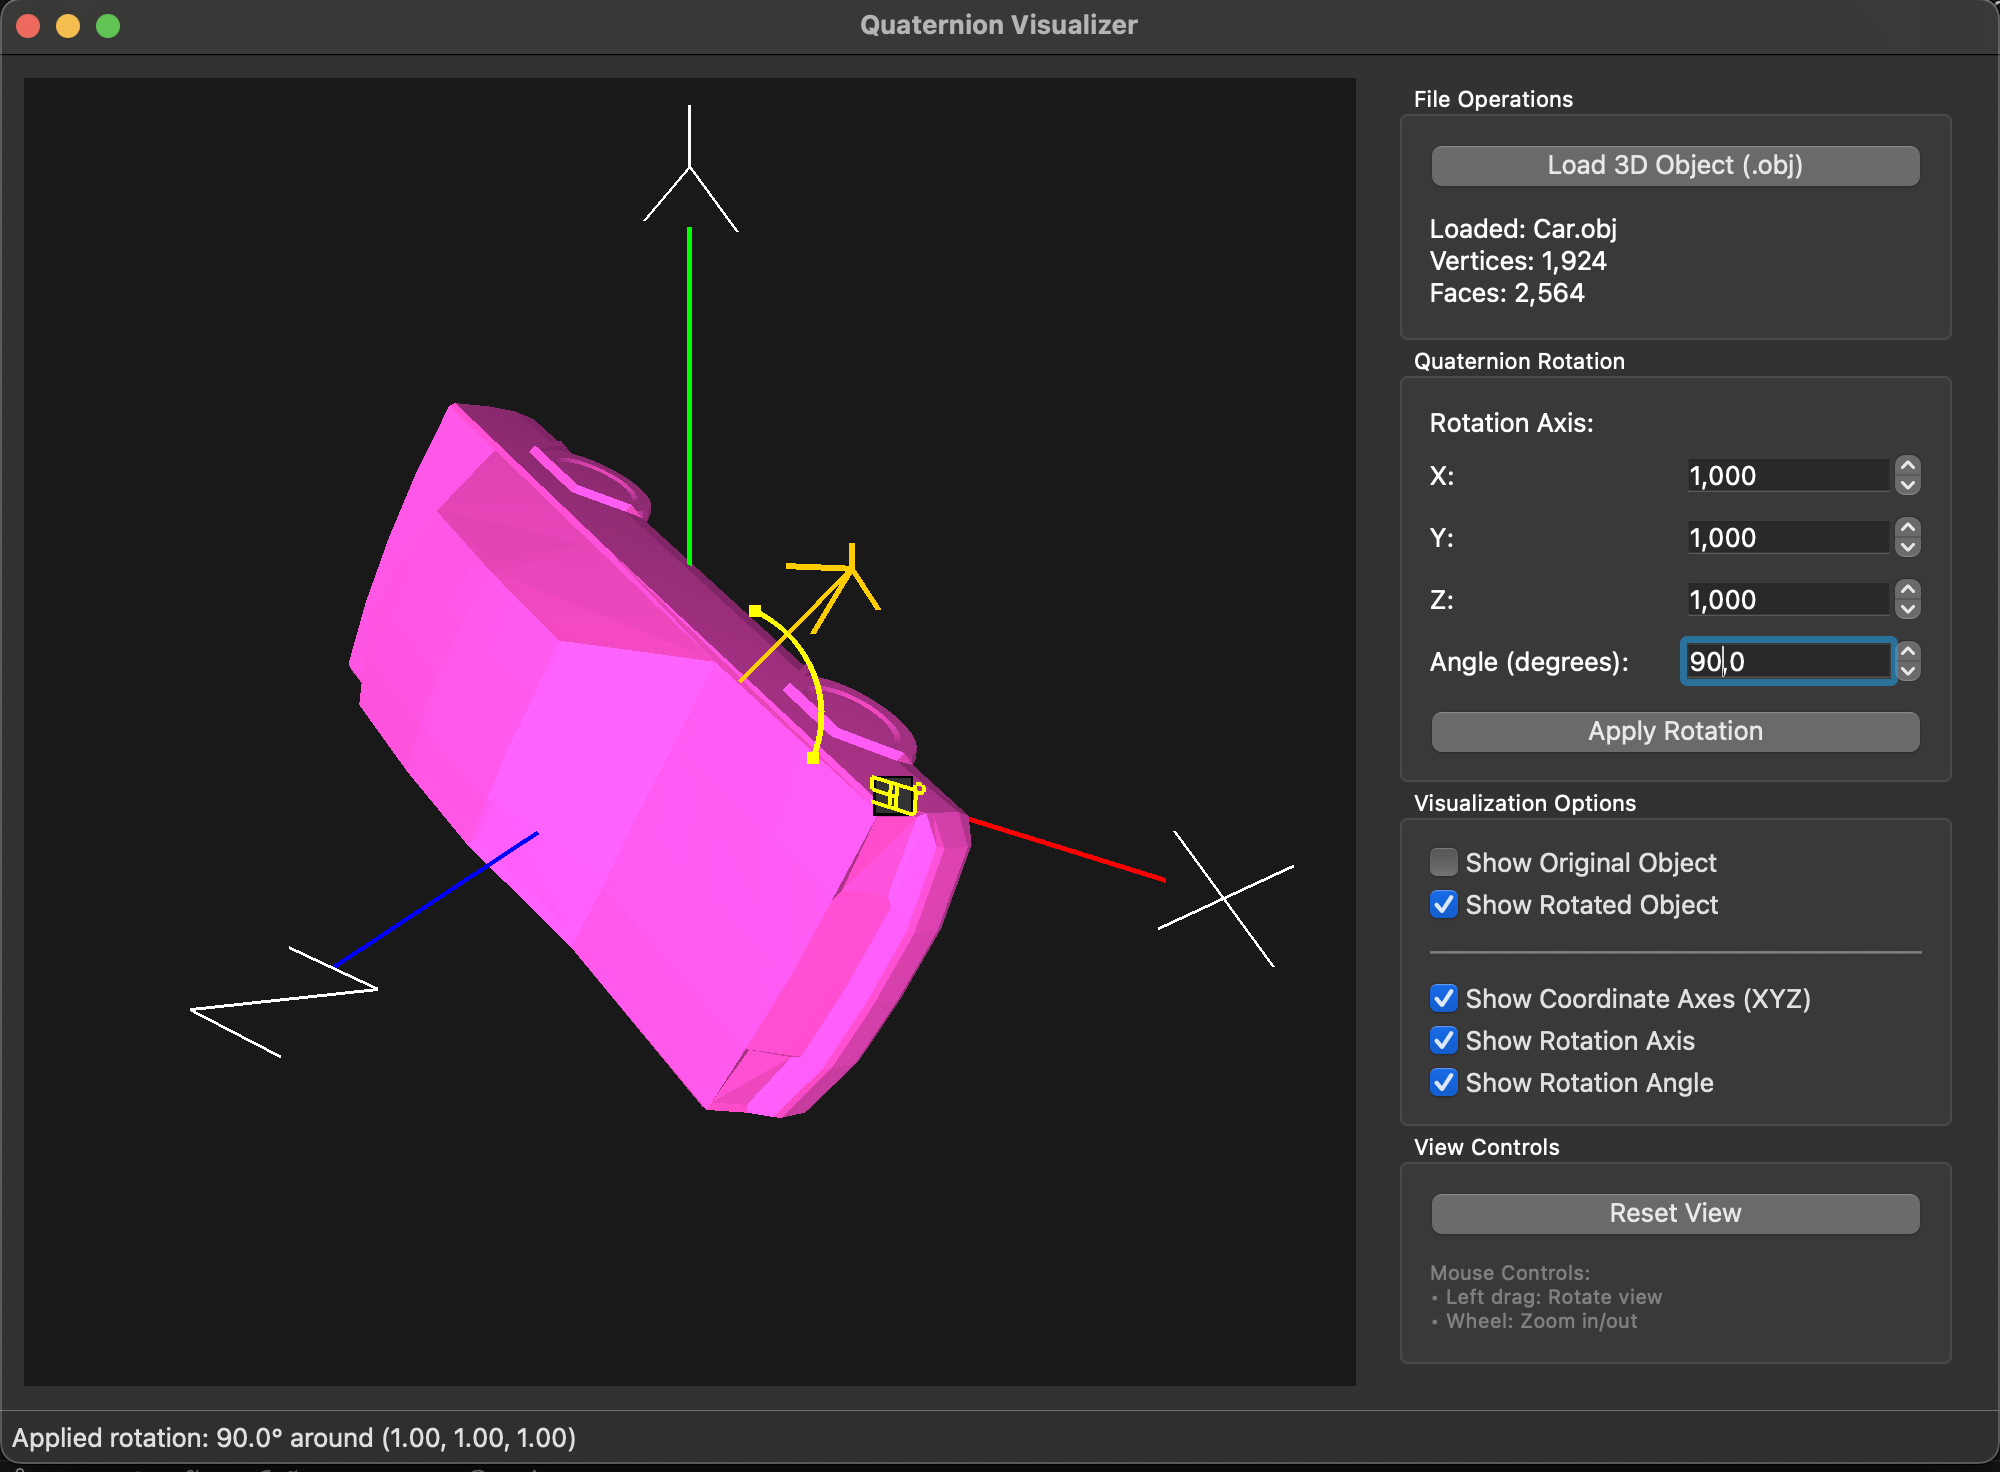 Quaternion Visualizer
Y
X
Z
File Operations
Load 3D Object (.obj)
Loaded: Car.obj
Vertices: 1,924
Faces: 2,564
Quaternion Rotation
Rotation Axis:
X: 1,000
Y: 1,000
Z: 1,000
Angle (degrees): 90,0
Apply Rotation
Visualization Options
Show Original Object
Show Rotated Object
Show Coordinate Axes (XYZ)
Show Rotation Axis
Show Rotation Angle
View Controls
Reset View
Mouse Controls:
• Left drag: Rotate view
• Wheel: Zoom in/out
Applied rotation: 90.0° around (1.00, 1.00, 1.00)